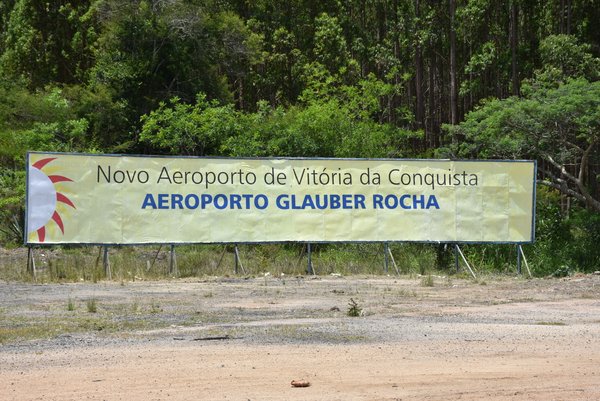 Novo Aeroporto de Vitória da Conquista
AEROPORTO GLAUBER ROCHA